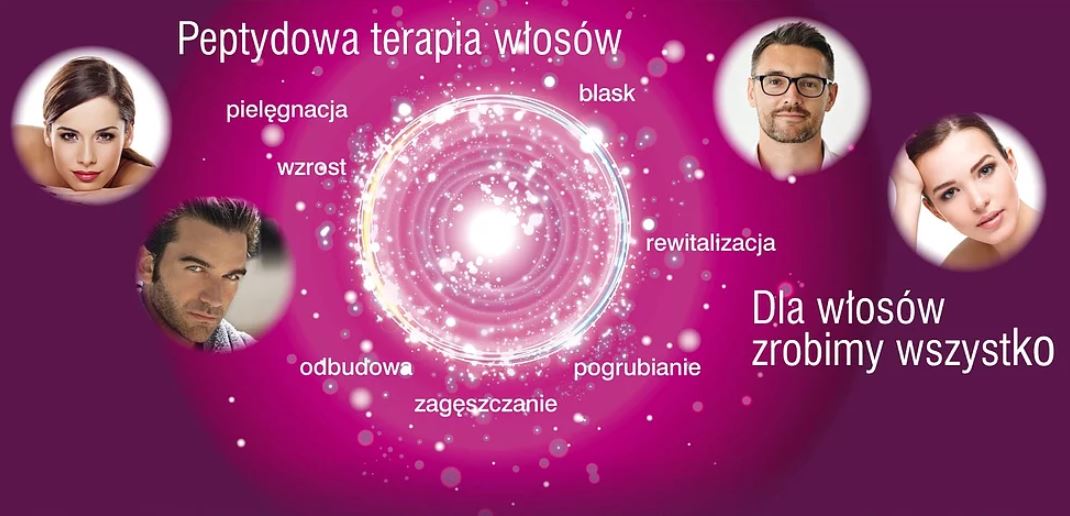 Peptydowa terapia włosów
blask
pielęgnacja
wzrost
rewitalizacja
Dla włosów
zrobimy wszystko
odbudowa
pogrubianie
zagęszczanie